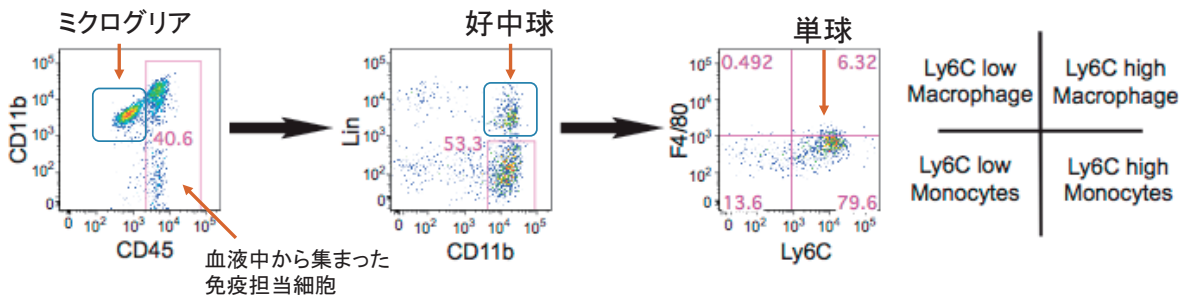 ミクログリア
好中球
単球
10⁵
10⁴
10³
10²
0
CD11b
40.6
0 10² 10³ 10⁴ 10⁵
CD45
血液中から集まった
免疫担当細胞
10⁵
10⁴
10³
10²
0
Lin
53.3
0 10² 10³ 10⁴ 10⁵
CD11b
10⁵
10⁴
10³
10²
0
F4/80
0.492 6.32
13.6 79.6
0 10² 10³ 10⁴ 10⁵
Ly6C
Ly6C low
Macrophage
Ly6C high
Macrophage
Ly6C low
Monocytes
Ly6C high
Monocytes